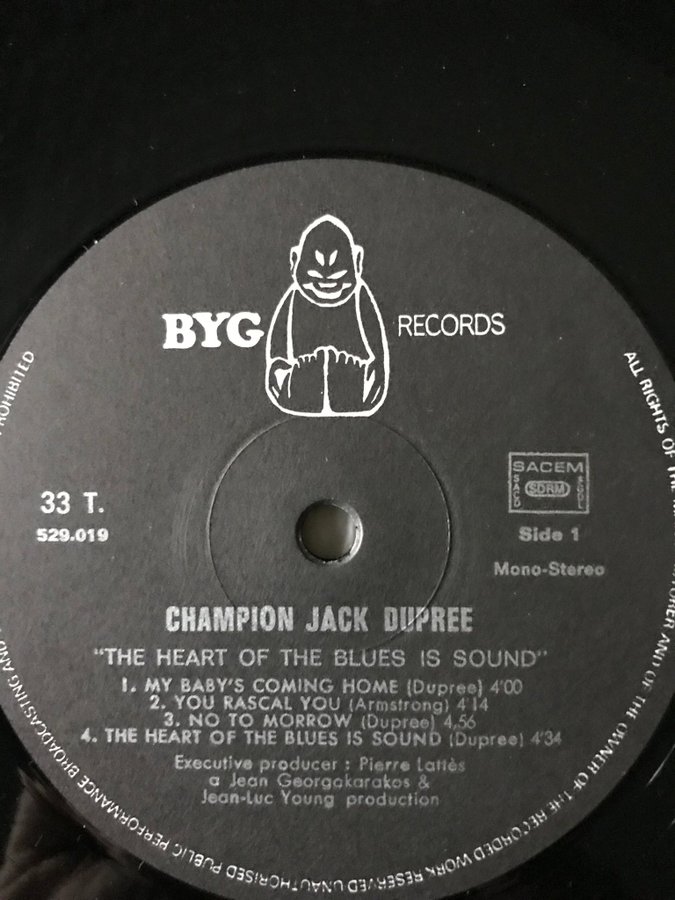 BYG RECORDS
33 T.
529.019
SACEM
SACD SDRM SGDL
Side 1
Mono-Stereo
CHAMPION JACK DUPREE
"THE HEART OF THE BLUES IS SOUND"
1. MY BABY'S COMING HOME (Dupree) 4'00
2. YOU RASCAL YOU (Armstrong) 4'14
3. NO TO MORROW (Dupree) 4,56
4. THE HEART OF THE BLUES IS SOUND (Dupree) 4'34
Executive producer : Pierre Lattès
a Jean Georgakarakos &
Jean-Luc Young production
ALL RIGHTS OF THE AND OF THE OWNER OF THE RECORDED WORK RESERVED UNAUTHORISED PUBLIC PERFORMANCE BROADCASTING AND PROHIBITED